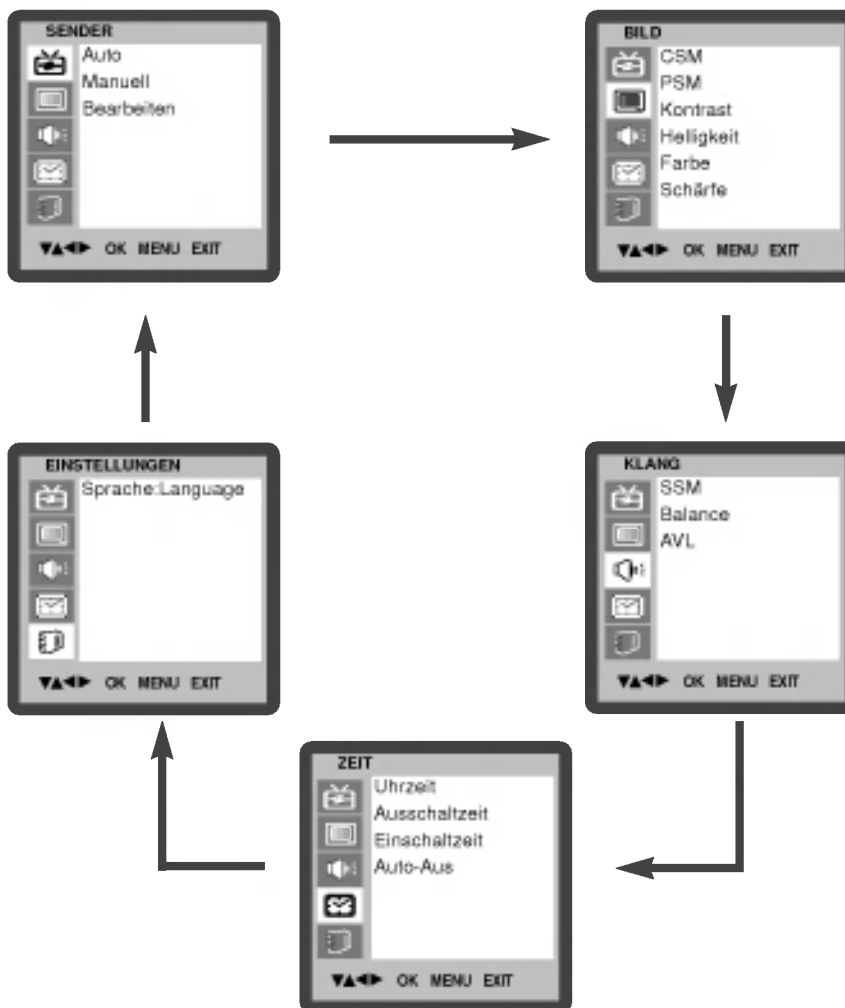 SENDER
Auto
Manuell
Bearbeiten
▼▲◀▶ OK MENU EXIT
BILD
CSM
PSM
Kontrast
Helligkeit
Farbe
Schärfe
▼▲◀▶ OK MENU EXIT
EINSTELLUNGEN
Sprache:Language
▼▲◀▶ OK MENU EXIT
KLANG
SSM
Balance
AVL
▼▲◀▶ OK MENU EXIT
ZEIT
Uhrzeit
Ausschaltzeit
Einschaltzeit
Auto-Aus
▼▲◀▶ OK MENU EXIT